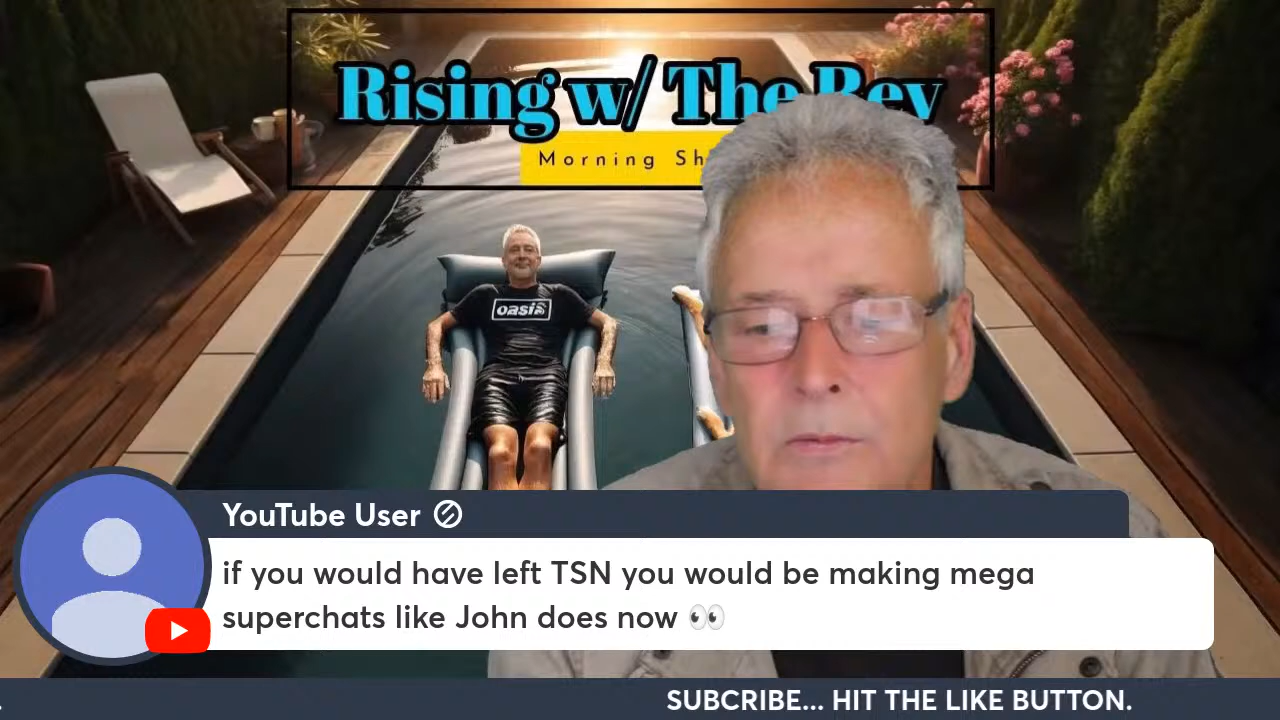 Rising w/ The Rev
Morning Sh
oasis
YouTube User
if you would have left TSN you would be making mega
superchats like John does now 👀
SUBCRIBE... HIT THE LIKE BUTTON.